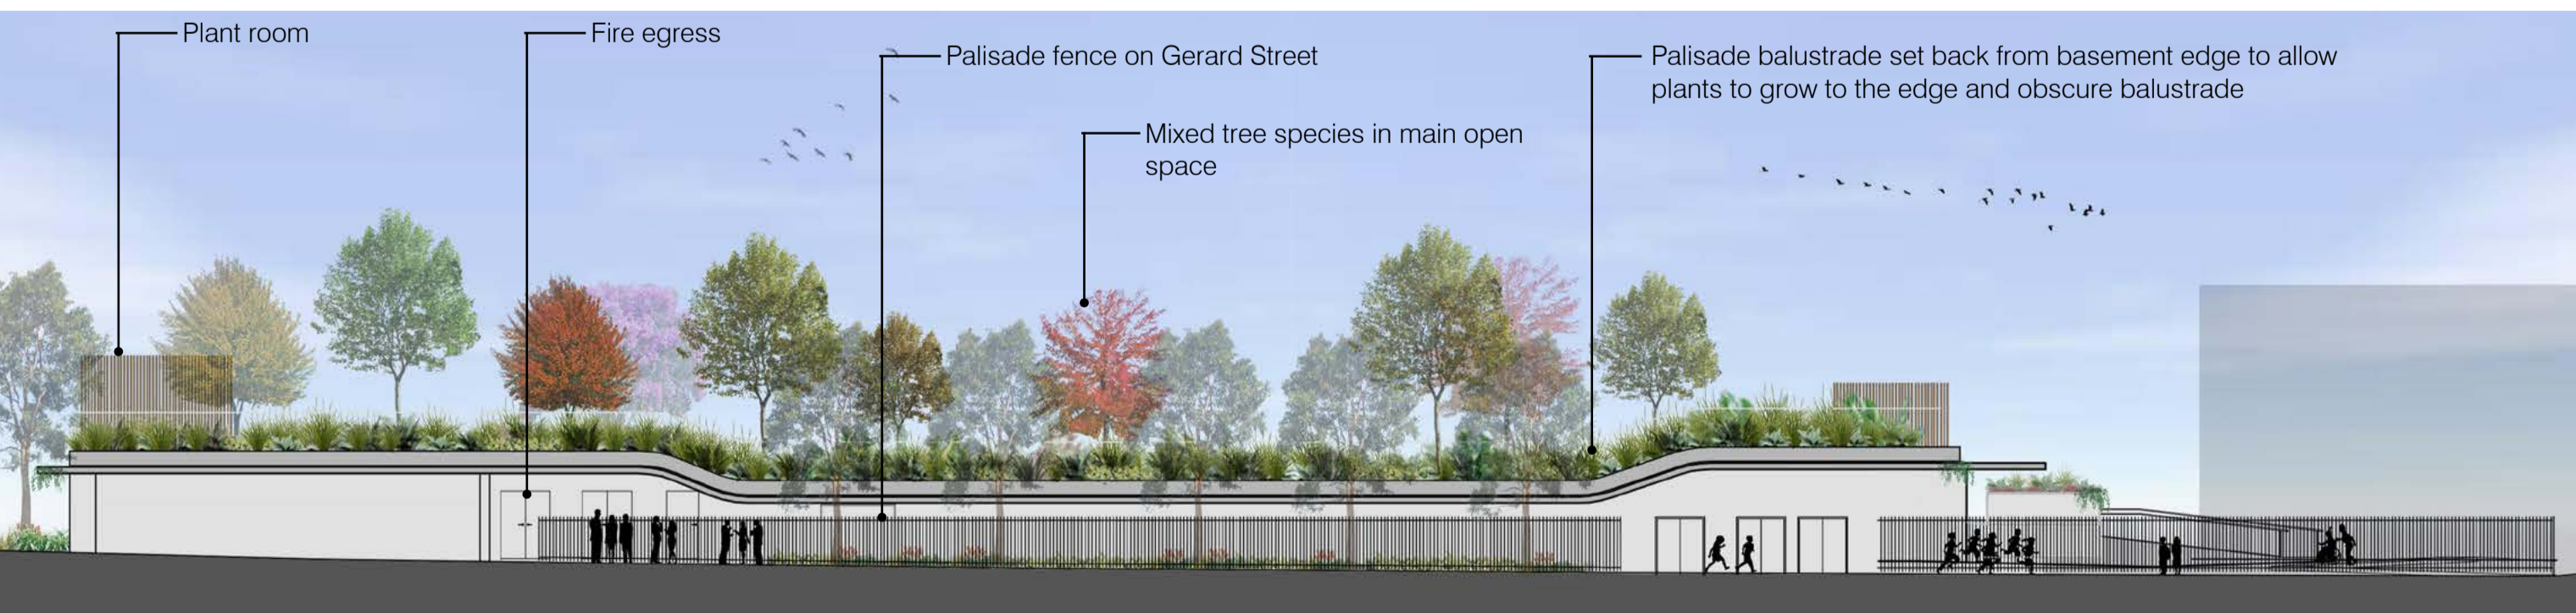 Plant room
Fire egress
Palisade fence on Gerard Street
Palisade balustrade set back from basement edge to allow
plants to grow to the edge and obscure balustrade
Mixed tree species in main open
space